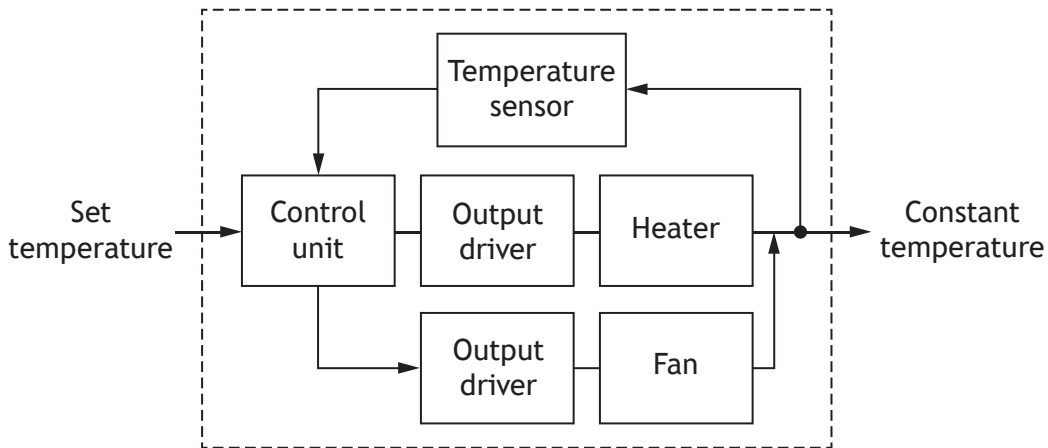 Temperature
sensor
Set
temperature
Control
unit
Output
driver
Heater
Constant
temperature
Output
driver
Fan